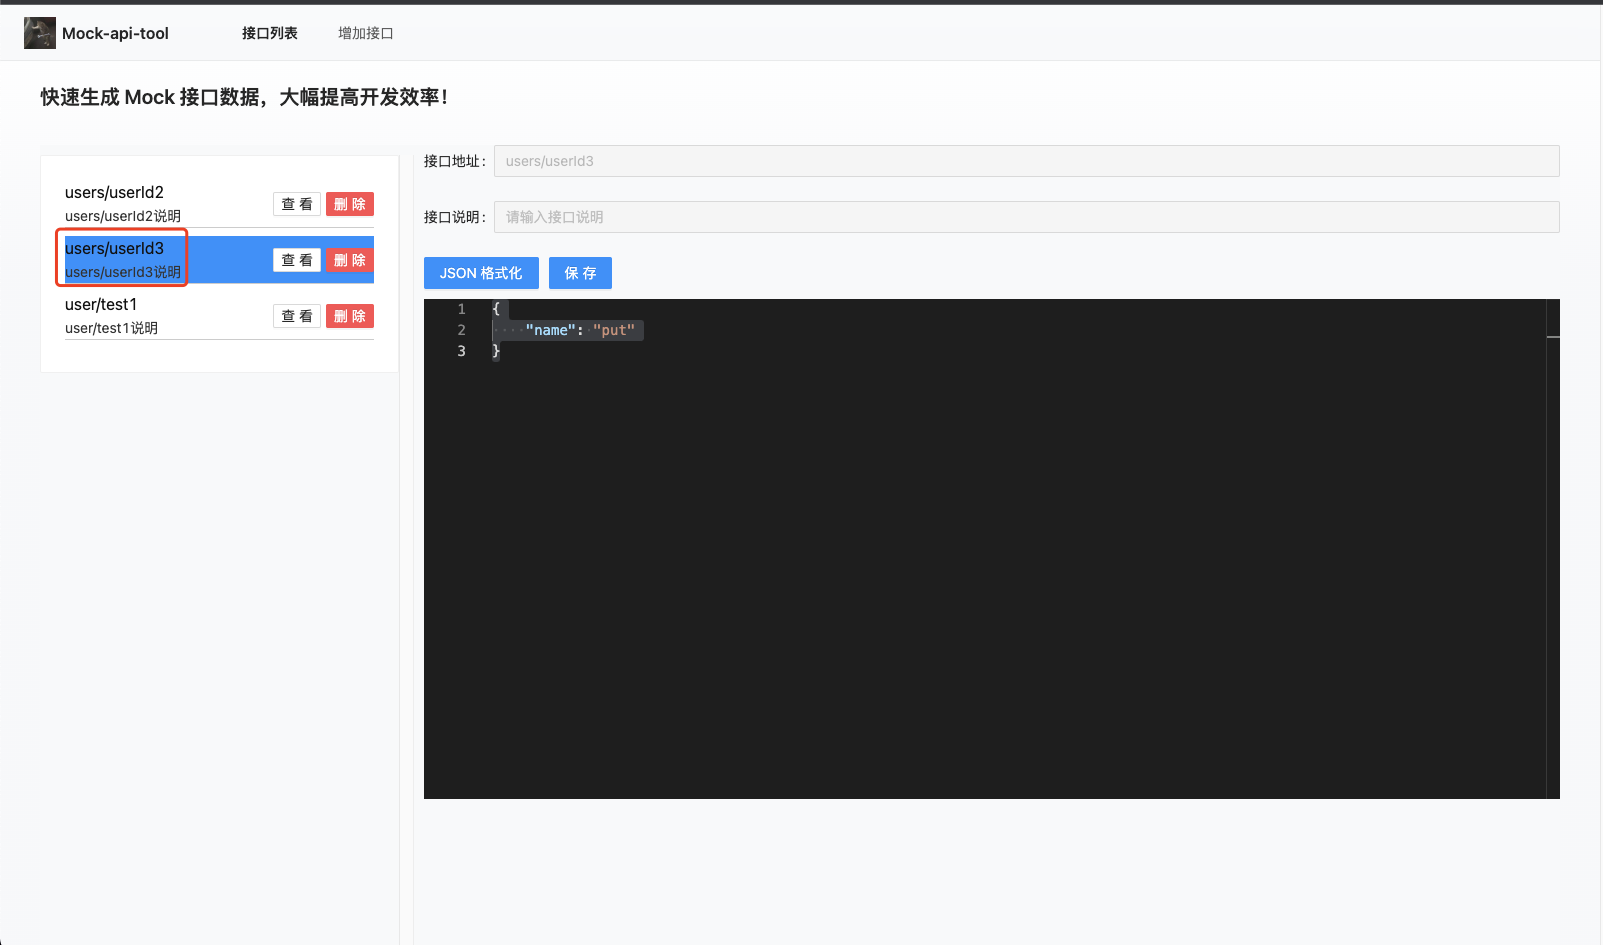 Mock-api-tool 接口列表 增加接口
快速生成 Mock 接口数据，大幅提高开发效率！
users/userId2
users/userId2说明
查 看 删 除
users/userId3
users/userId3说明
查 看 删 除
user/test1
user/test1说明
查 看 删 除
接口地址： users/userId3
接口说明： 请输入接口说明
JSON 格式化 保 存
1 {
2 ····"name":·"put"
3 }